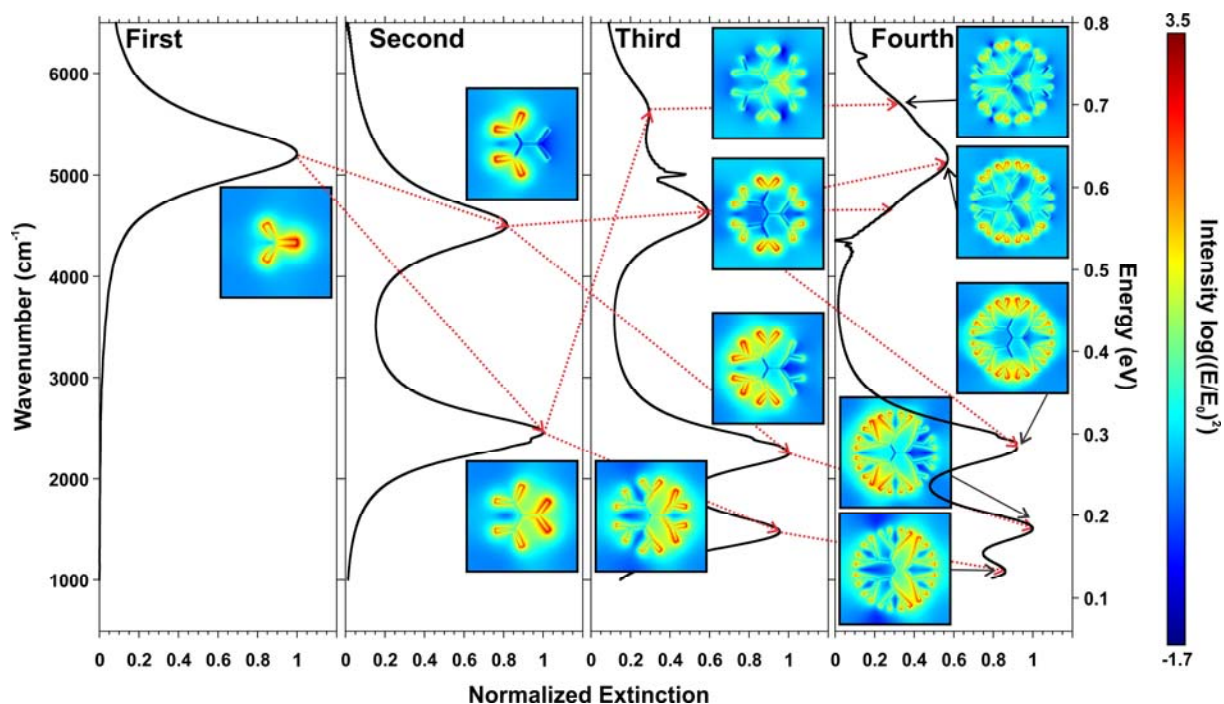 First
Second
Third
Fourth
Wavenumber (cm⁻¹)
6000
5000
4000
3000
2000
1000
0 0.2 0.4 0.6 0.8 1
0 0.2 0.4 0.6 0.8 1
0 0.2 0.4 0.6 0.8 1
0 0.2 0.4 0.6 0.8 1
Normalized Extinction
0.8
0.7
0.6
0.5
0.4
0.3
0.2
0.1
Energy (eV)
3.5
Intensity log((E/E₀)²)
-1.7